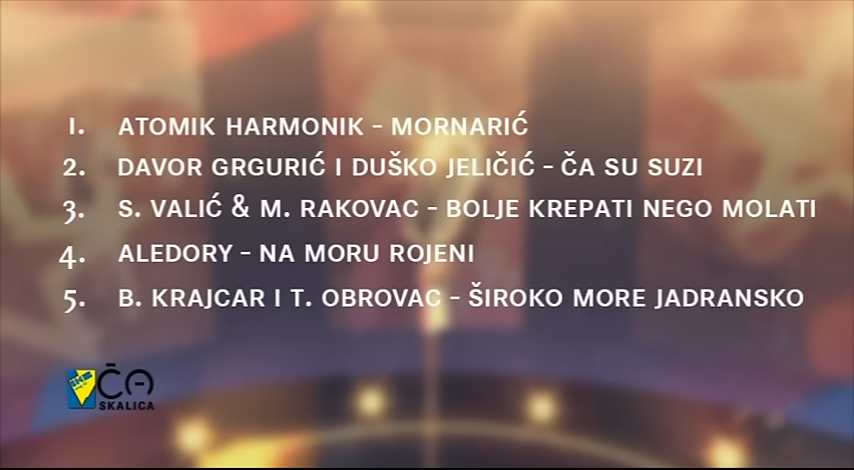 1. ATOMIK HARMONIK - MORNARIĆ
2. DAVOR GRGURIĆ I DUŠKO JELIČIĆ - ČA SU SUZI
3. S. VALIĆ & M. RAKOVAC - BOLJE KREPATI NEGO MOLATI
4. ALEDORY - NA MORU ROJENI
5. B. KRAJCAR I T. OBROVAC - ŠIROKO MORE JADRANSKO
ČA
SKALICA